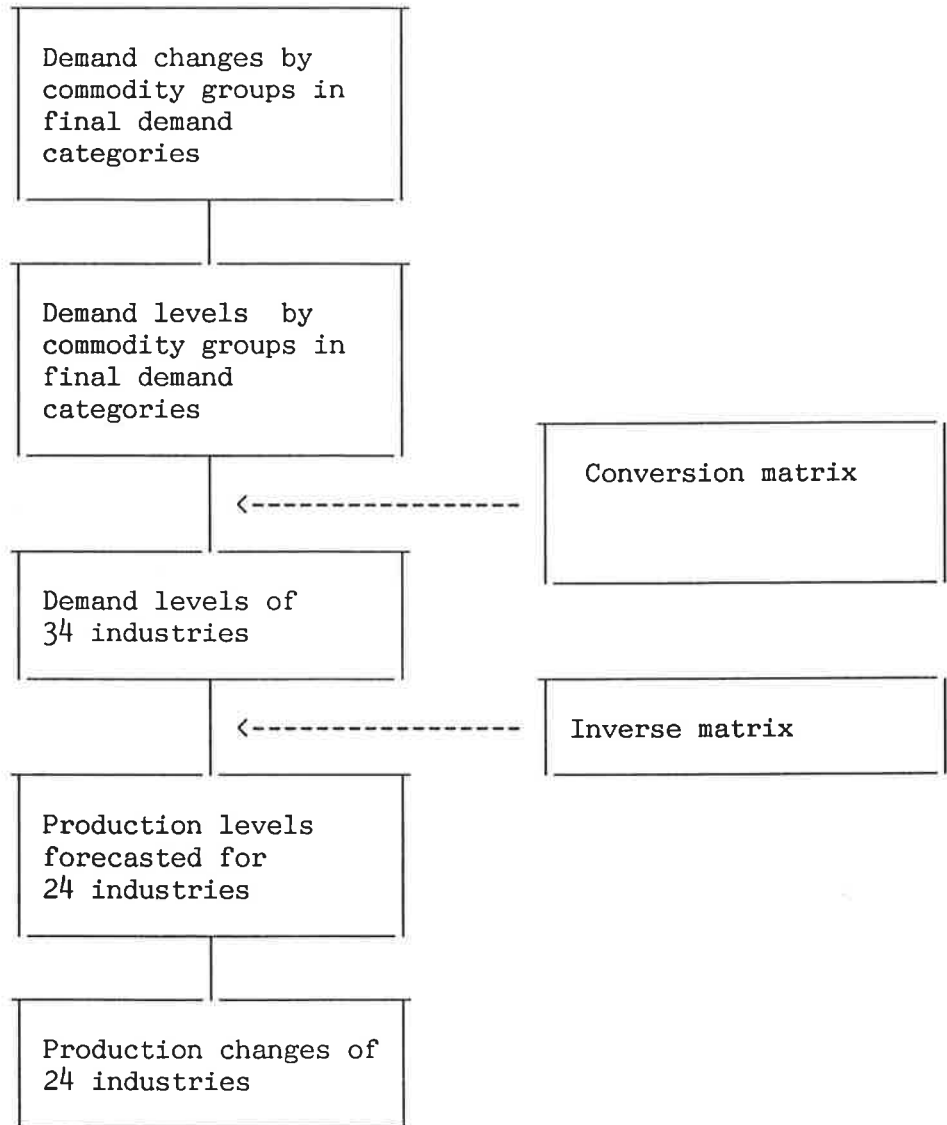 Demand changes by
commodity groups in
final demand
categories
Demand levels by
commodity groups in
final demand
categories
Conversion matrix
<-----------------
Demand levels of
34 industries
<-----------------
Inverse matrix
Production levels
forecasted for
24 industries
Production changes of
24 industries